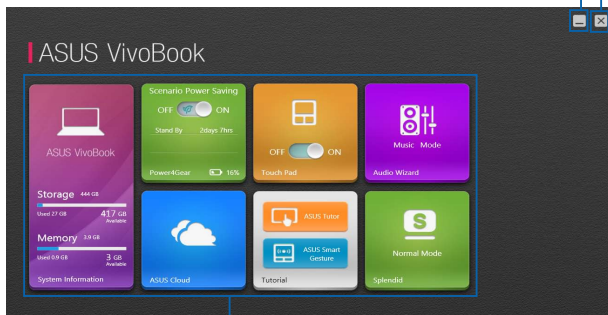 ASUS VivoBook
ASUS VivoBook
Storage 444 GB
Used 27 GB 417 GB
Available
Memory 3.9 GB
Used 0.9 GB 3 GB
Available
System Information
Scenario Power Saving
OFF ON
Stand By 2days 7hrs
Power4Gear 16%
OFF ON
Touch Pad
Music Mode
Audio Wizard
ASUS Cloud
ASUS Tutor
ASUS Smart
Gesture
Tutorial
S
Normal Mode
Splendid